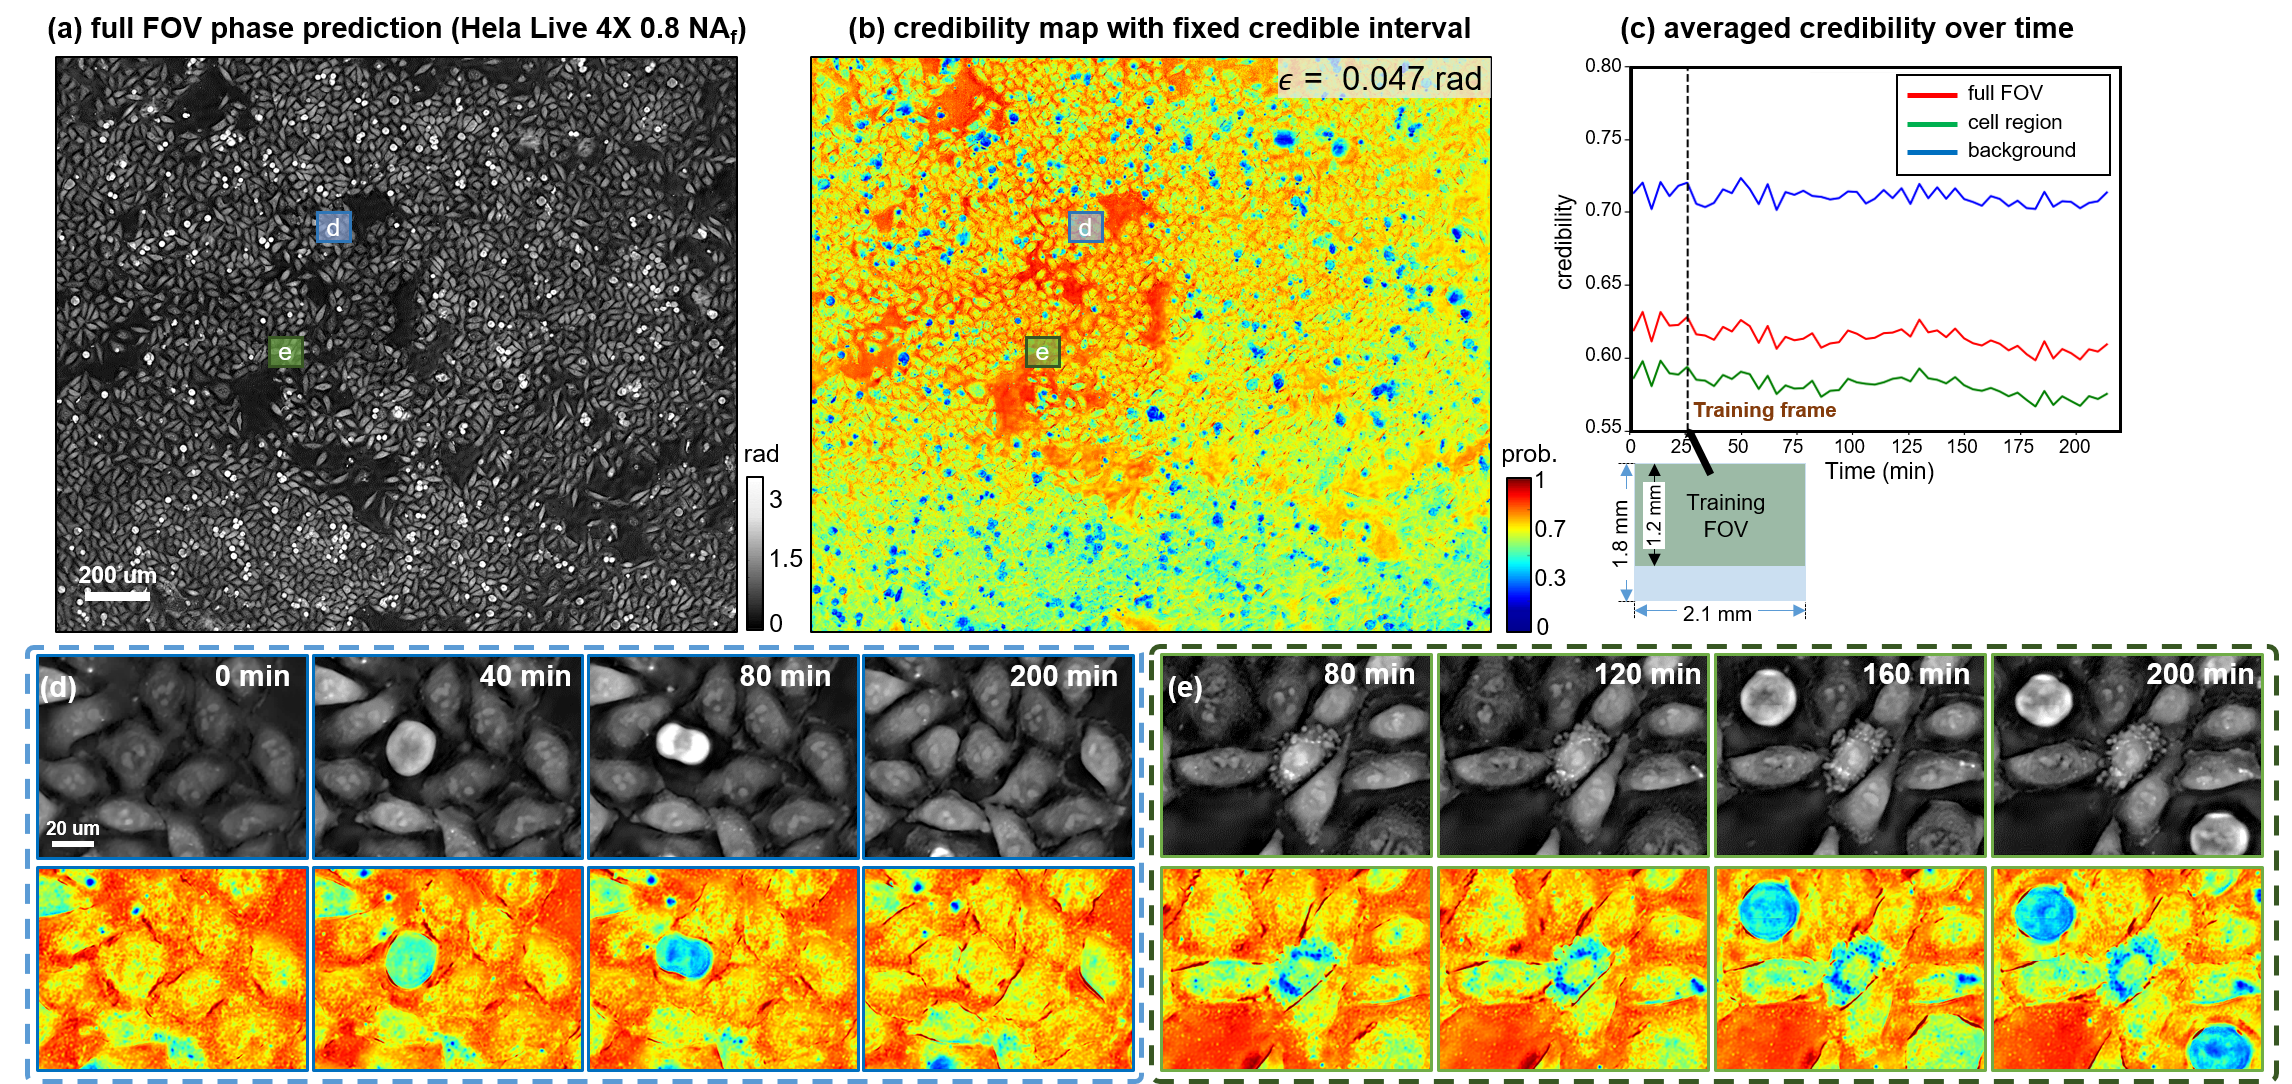 (a) full FOV phase prediction (Hela Live 4X 0.8 NAf)
(b) credibility map with fixed credible interval
(c) averaged credibility over time
ϵ = 0.047 rad
d
e
200 um
rad
3
1.5
0
d
e
prob.
1
0.7
0.3
0
credibility
0.80
0.75
0.70
0.65
0.60
0.55
full FOV
cell region
background
Training frame
0 25 50 75 100 125 150 175 200
Time (min)
1.8 mm
1.2 mm
Training
FOV
2.1 mm
(d)
0 min
40 min
80 min
200 min
20 um
(e)
80 min
120 min
160 min
200 min